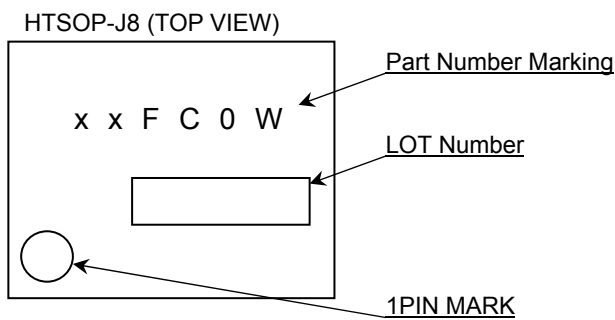 HTSOP-J8 (TOP VIEW)
Part Number Marking
x x F C 0 W
LOT Number
1PIN MARK